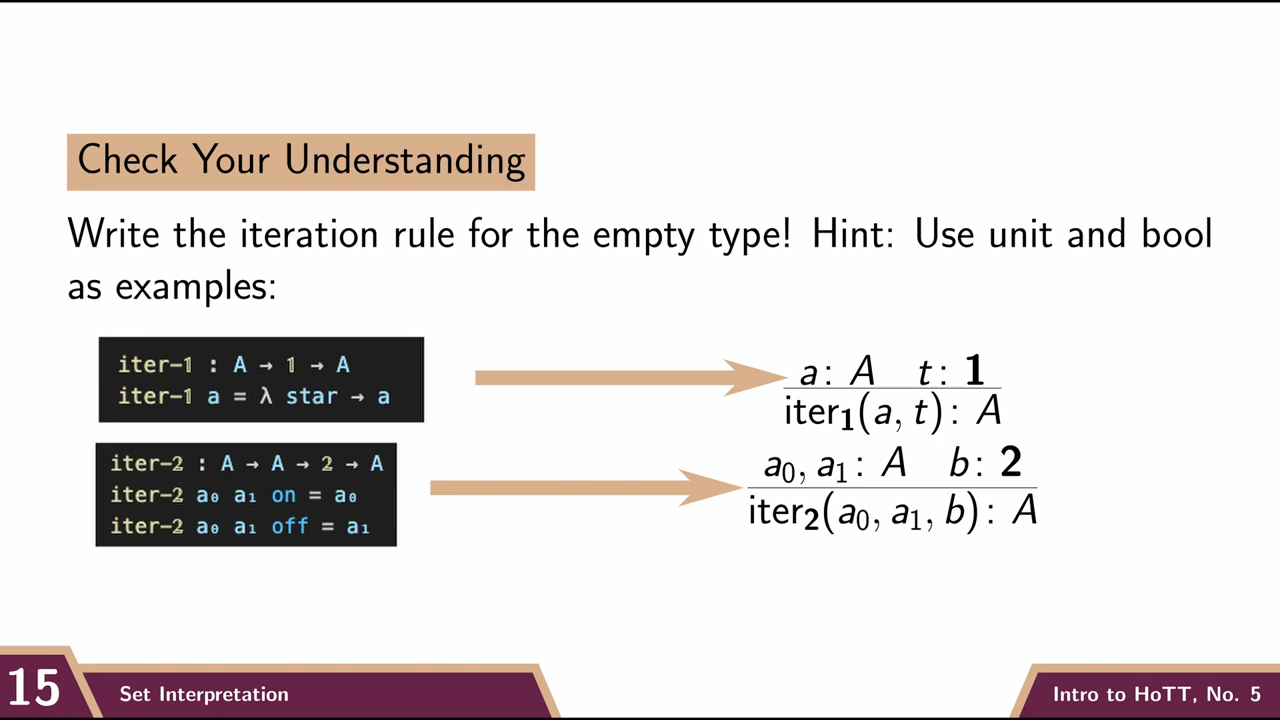 Check Your Understanding
Write the iteration rule for the empty type! Hint: Use unit and bool
as examples:
iter-𝟙 : A → 𝟙 → A
iter-𝟙 a = λ star → a
a : A t : 𝟏
iter𝟏(a, t) : A
iter-𝟚 : A → A → 𝟚 → A
iter-𝟚 a₀ a₁ on = a₀
iter-𝟚 a₀ a₁ off = a₁
a₀, a₁ : A b : 𝟐
iter𝟐(a₀, a₁, b) : A
15 Set Interpretation Intro to HoTT, No. 5